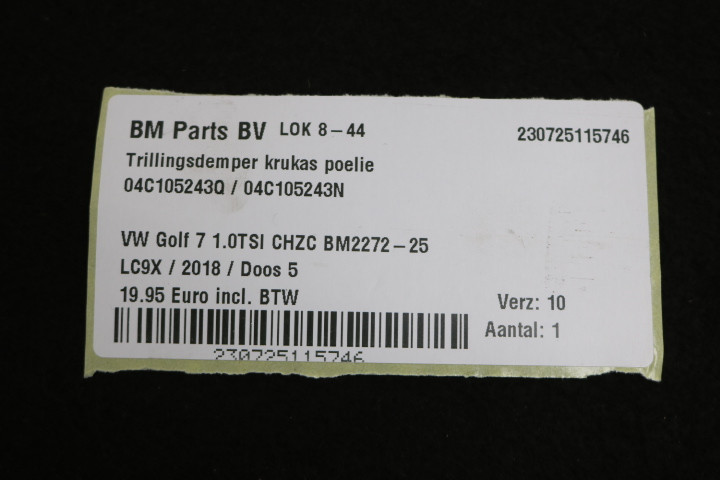 BM Parts BV LOK 8-44 230725115746
Trillingsdemper krukas poelie
04C105243Q / 04C105243N
VW Golf 7 1.0TSI CHZC BM2272-25
LC9X / 2018 / Doos 5
19.95 Euro incl. BTW Verz: 10
Aantal: 1
230725115746